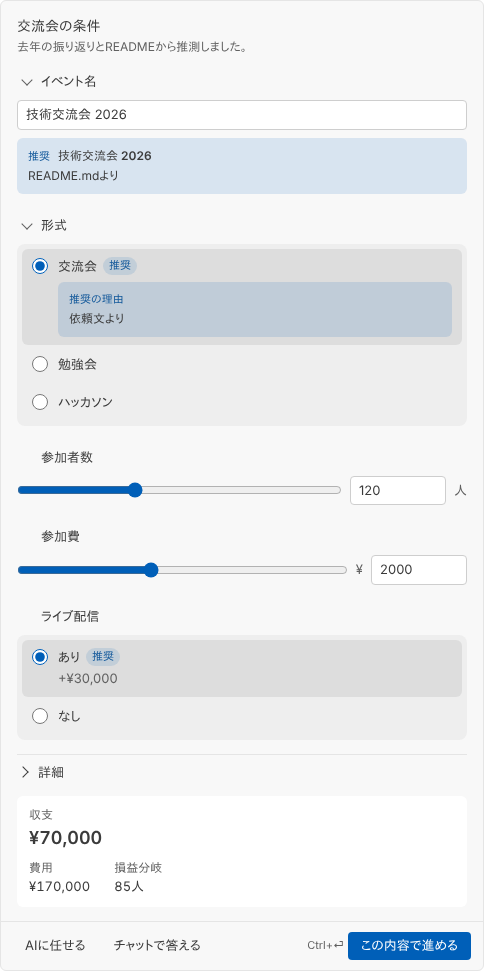 交流会の条件
去年の振り返りとREADMEから推測しました。
イベント名
技術交流会 2026
推奨 技術交流会 2026
README.mdより
形式
交流会 推奨
推奨の理由
依頼文より
勉強会
ハッカソン
参加者数
120 人
参加費
¥ 2000
ライブ配信
あり 推奨
+¥30,000
なし
詳細
収支
¥70,000
費用 損益分岐
¥170,000 85人
AIに任せる チャットで答える Ctrl+⏎ この内容で進める